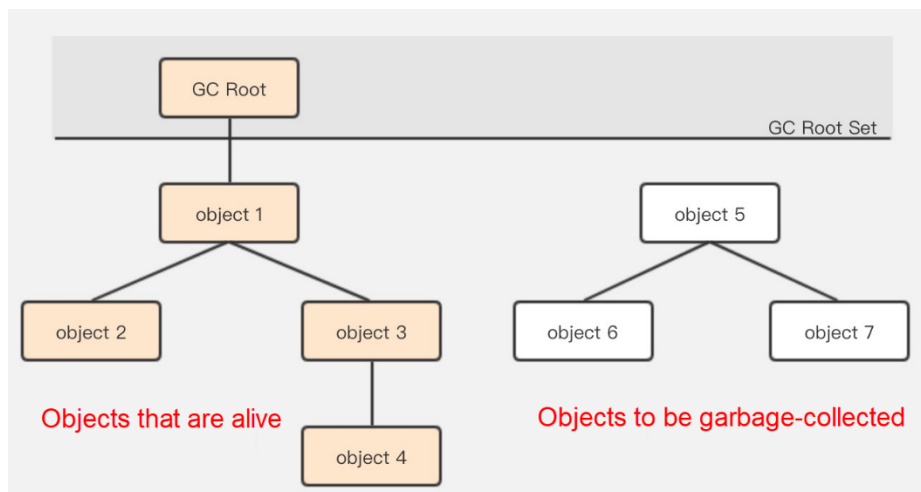 GC Root
GC Root Set
object 1
object 5
object 2
object 3
object 6
object 7
Objects that are alive
Objects to be garbage-collected
object 4